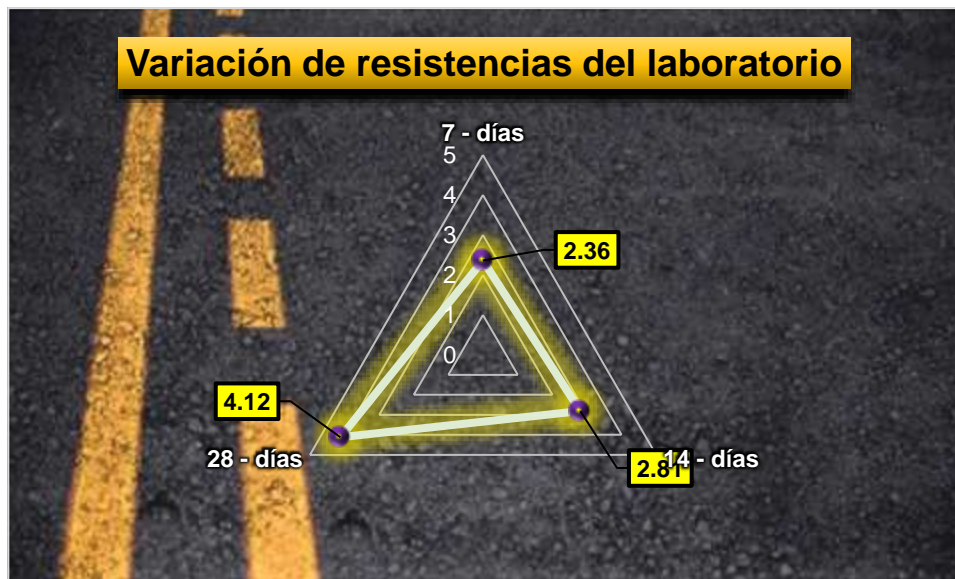 Variación de resistencias del laboratorio
7 - días
5
4
3
2
1
0
2.36
4.12
28 - días
14 - días
2.81